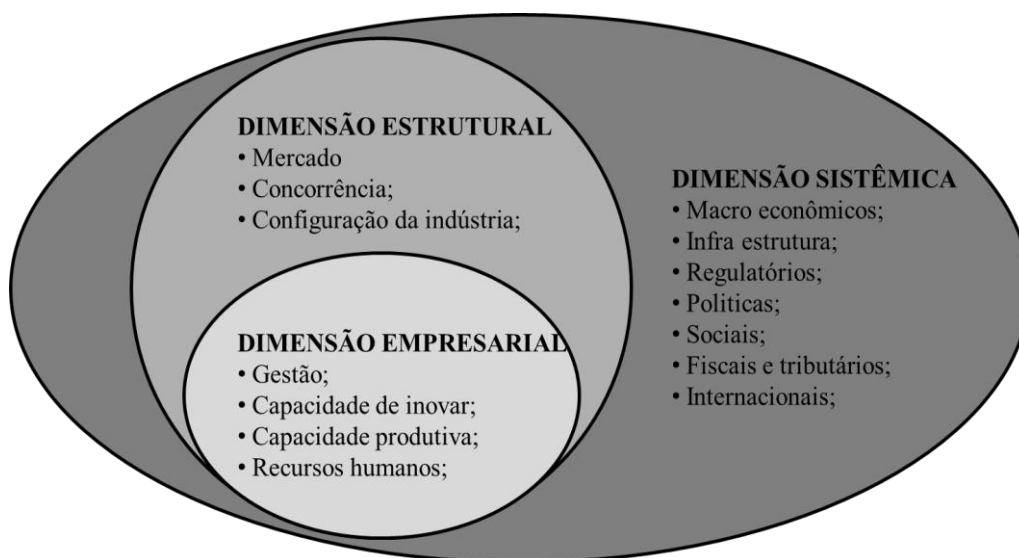 DIMENSÃO ESTRUTURAL
• Mercado
• Concorrência;
• Configuração da indústria;
DIMENSÃO EMPRESARIAL
• Gestão;
• Capacidade de inovar;
• Capacidade produtiva;
• Recursos humanos;
DIMENSÃO SISTÊMICA
• Macro econômicos;
• Infra estrutura;
• Regulatórios;
• Politicas;
• Sociais;
• Fiscais e tributários;
• Internacionais;